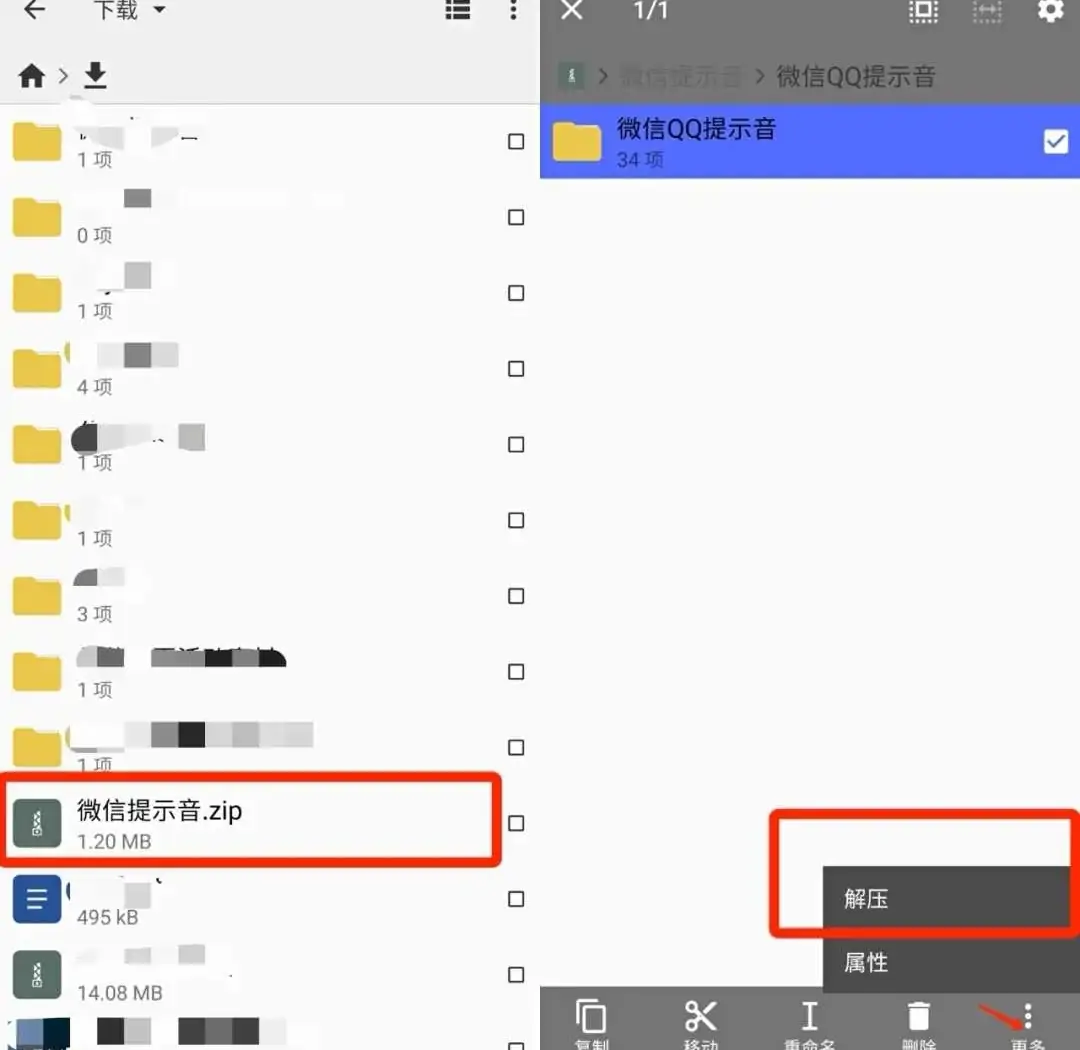 下载
1 项
0 项
1 项
4 项
1 项
1 项
3 项
1 项
1 项
微信提示音.zip
1.20 MB
495 kB
14.08 MB
1/1
微信提示音 > 微信QQ提示音
微信QQ提示音
34 项
解压
属性
复制
移动
重命名
删除
更多